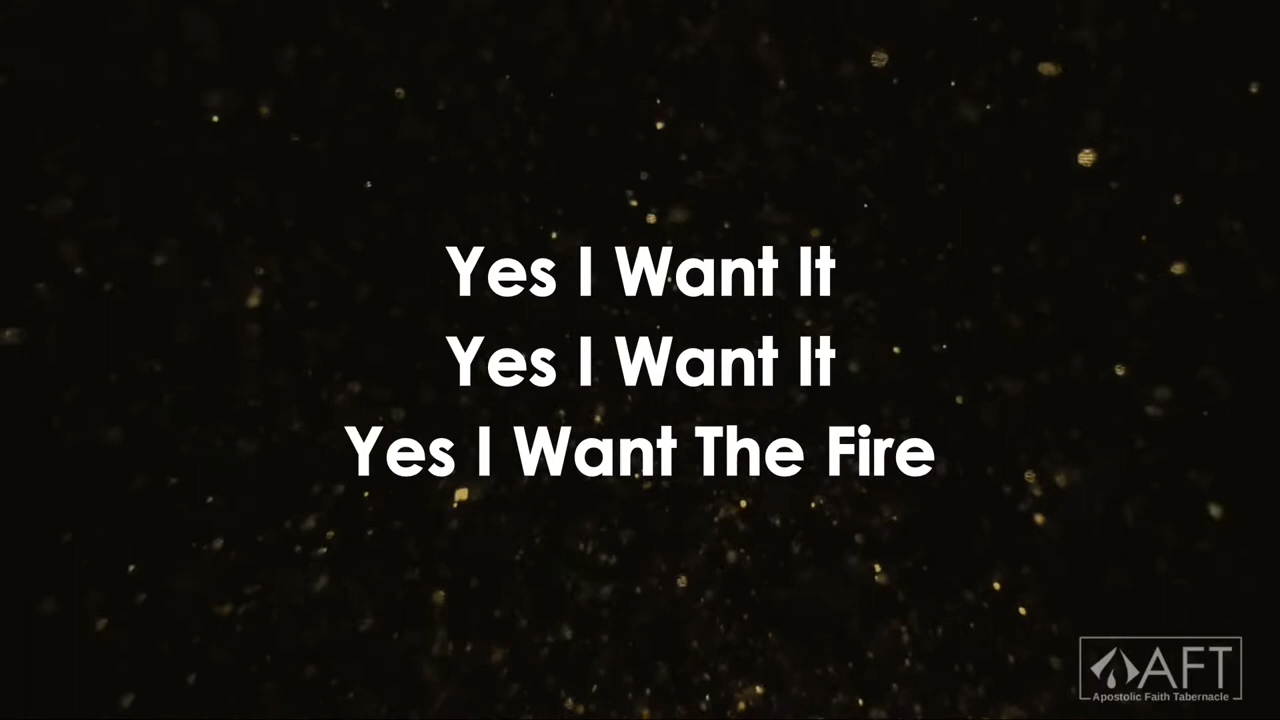 Yes I Want It
Yes I Want It
Yes I Want The Fire
AFT
Apostolic Faith Tabernacle